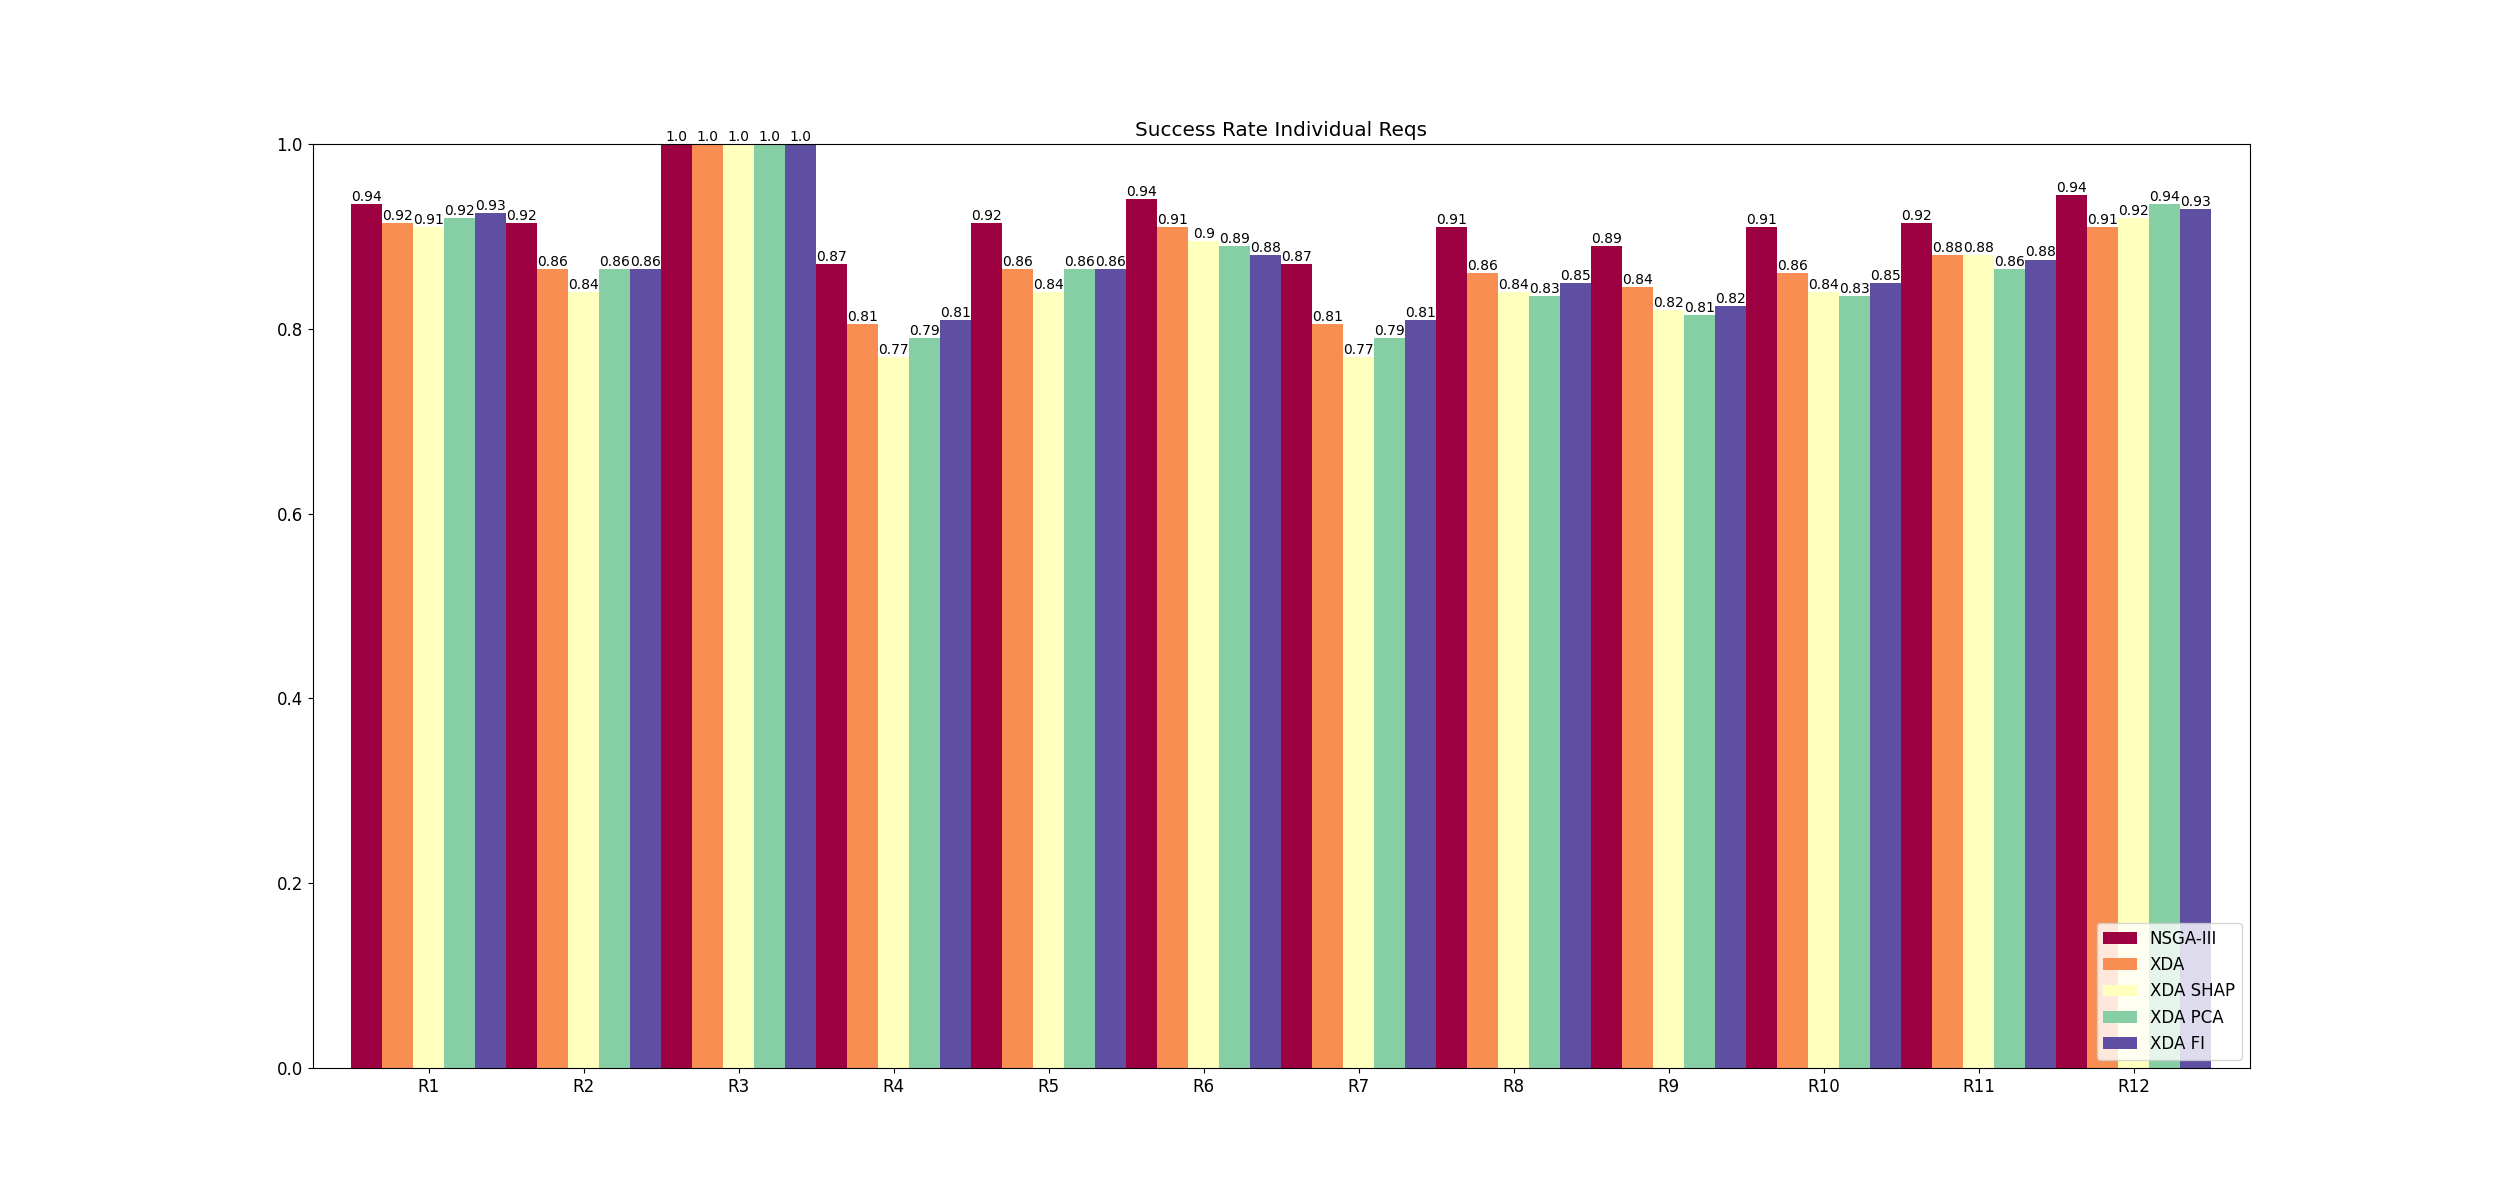 Success Rate Individual Reqs
1.0
0.8
0.6
0.4
0.2
0.0
0.94 0.92 0.91 0.92 0.93
0.92 0.86 0.84 0.86 0.86
1.0 1.0 1.0 1.0 1.0
0.87 0.81 0.77 0.79 0.81
0.92 0.86 0.84 0.86 0.86
0.94 0.91 0.9 0.89 0.88
0.87 0.81 0.77 0.79 0.81
0.91 0.86 0.84 0.83 0.85
0.89 0.84 0.82 0.81 0.82
0.91 0.86 0.84 0.83 0.85
0.92 0.88 0.88 0.86 0.88
0.94 0.91 0.92 0.94 0.93
R1 R2 R3 R4 R5 R6 R7 R8 R9 R10 R11 R12
NSGA-III
XDA
XDA SHAP
XDA PCA
XDA FI